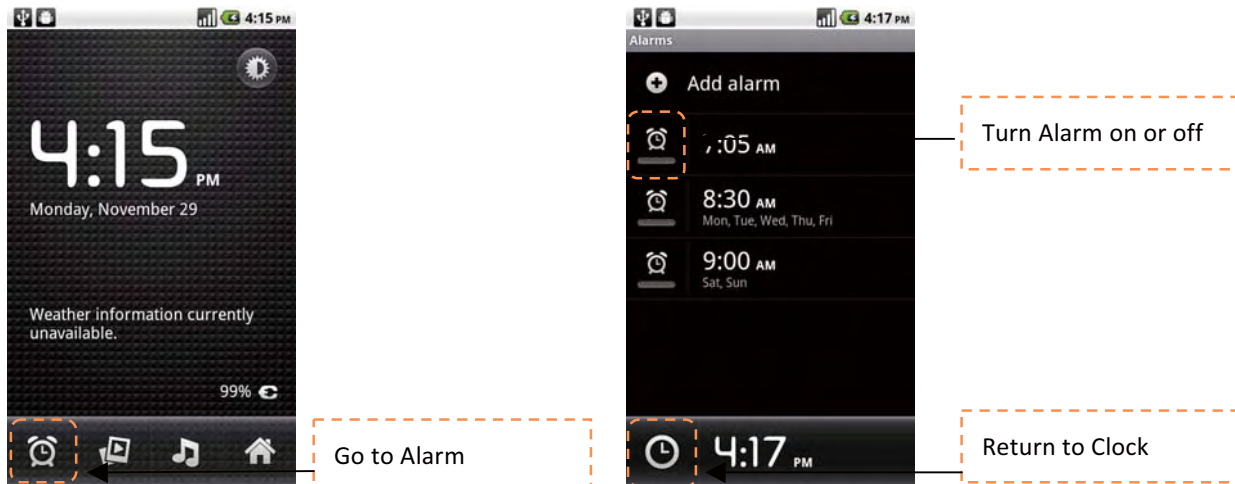 4:15 PM
4:15 PM
Monday, November 29
Weather information currently
unavailable.
99%
Go to Alarm
4:17 PM
Alarms
Add alarm
:05 AM
8:30 AM
Mon, Tue, Wed, Thu, Fri
9:00 AM
Sat, Sun
4:17 PM
Turn Alarm on or off
Return to Clock